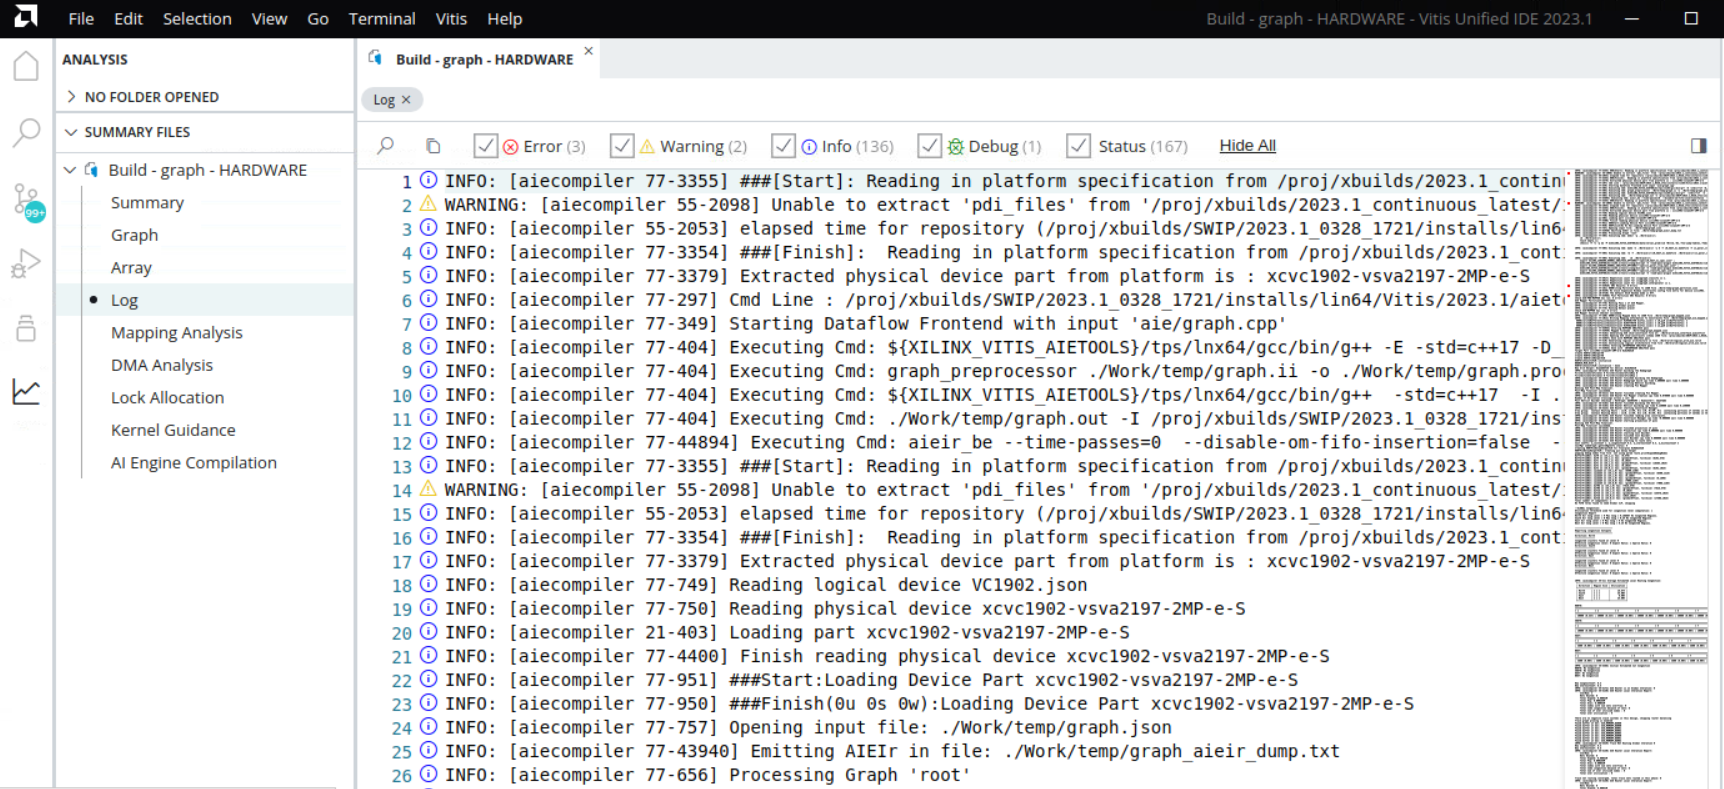 File Edit Selection View Go Terminal Vitis Help
Build - graph - HARDWARE - Vitis Unified IDE 2023.1
ANALYSIS
NO FOLDER OPENED
SUMMARY FILES
Build - graph - HARDWARE
Summary
Graph
Array
Log
Mapping Analysis
DMA Analysis
Lock Allocation
Kernel Guidance
AI Engine Compilation
99+
Build - graph - HARDWARE
Log
Error (3) Warning (2) Info (136) Debug (1) Status (167) Hide All
1 INFO: [aiecompiler 77-3355] ###[Start]: Reading in platform specification from /proj/xbuilds/2023.1_contin
2 WARNING: [aiecompiler 55-2098] Unable to extract 'pdi_files' from '/proj/xbuilds/2023.1_continuous_latest/
3 INFO: [aiecompiler 55-2053] elapsed time for repository (/proj/xbuilds/SWIP/2023.1_0328_1721/installs/lin64
4 INFO: [aiecompiler 77-3354] ###[Finish]:  Reading in platform specification from /proj/xbuilds/2023.1_cont
5 INFO: [aiecompiler 77-3379] Extracted physical device part from platform is : xcvc1902-vsva2197-2MP-e-S
6 INFO: [aiecompiler 77-297] Cmd Line : /proj/xbuilds/SWIP/2023.1_0328_1721/installs/lin64/Vitis/2023.1/aiet
7 INFO: [aiecompiler 77-349] Starting Dataflow Frontend with input 'aie/graph.cpp'
8 INFO: [aiecompiler 77-404] Executing Cmd: ${XILINX_VITIS_AIETOOLS}/tps/lnx64/gcc/bin/g++ -E -std=c++17 -D_
9 INFO: [aiecompiler 77-404] Executing Cmd: graph_preprocessor ./Work/temp/graph.ii -o ./Work/temp/graph.pro
10 INFO: [aiecompiler 77-404] Executing Cmd: ${XILINX_VITIS_AIETOOLS}/tps/lnx64/gcc/bin/g++  -std=c++17  -I .
11 INFO: [aiecompiler 77-404] Executing Cmd: ./Work/temp/graph.out -I /proj/xbuilds/SWIP/2023.1_0328_1721/ins
12 INFO: [aiecompiler 77-44894] Executing Cmd: aieir_be --time-passes=0  --disable-om-fifo-insertion=false  -
13 INFO: [aiecompiler 77-3355] ###[Start]: Reading in platform specification from /proj/xbuilds/2023.1_contin
14 WARNING: [aiecompiler 55-2098] Unable to extract 'pdi_files' from '/proj/xbuilds/2023.1_continuous_latest/
15 INFO: [aiecompiler 55-2053] elapsed time for repository (/proj/xbuilds/SWIP/2023.1_0328_1721/installs/lin64
16 INFO: [aiecompiler 77-3354] ###[Finish]:  Reading in platform specification from /proj/xbuilds/2023.1_cont
17 INFO: [aiecompiler 77-3379] Extracted physical device part from platform is : xcvc1902-vsva2197-2MP-e-S
18 INFO: [aiecompiler 77-749] Reading logical device VC1902.json
19 INFO: [aiecompiler 77-750] Reading physical device xcvc1902-vsva2197-2MP-e-S
20 INFO: [aiecompiler 21-403] Loading part xcvc1902-vsva2197-2MP-e-S
21 INFO: [aiecompiler 77-4400] Finish reading physical device xcvc1902-vsva2197-2MP-e-S
22 INFO: [aiecompiler 77-951] ###Start:Loading Device Part xcvc1902-vsva2197-2MP-e-S
23 INFO: [aiecompiler 77-950] ###Finish(0u 0s 0w):Loading Device Part xcvc1902-vsva2197-2MP-e-S
24 INFO: [aiecompiler 77-757] Opening input file: ./Work/temp/graph.json
25 INFO: [aiecompiler 77-43940] Emitting AIEIr in file: ./Work/temp/graph_aieir_dump.txt
26 INFO: [aiecompiler 77-656] Processing Graph 'root'